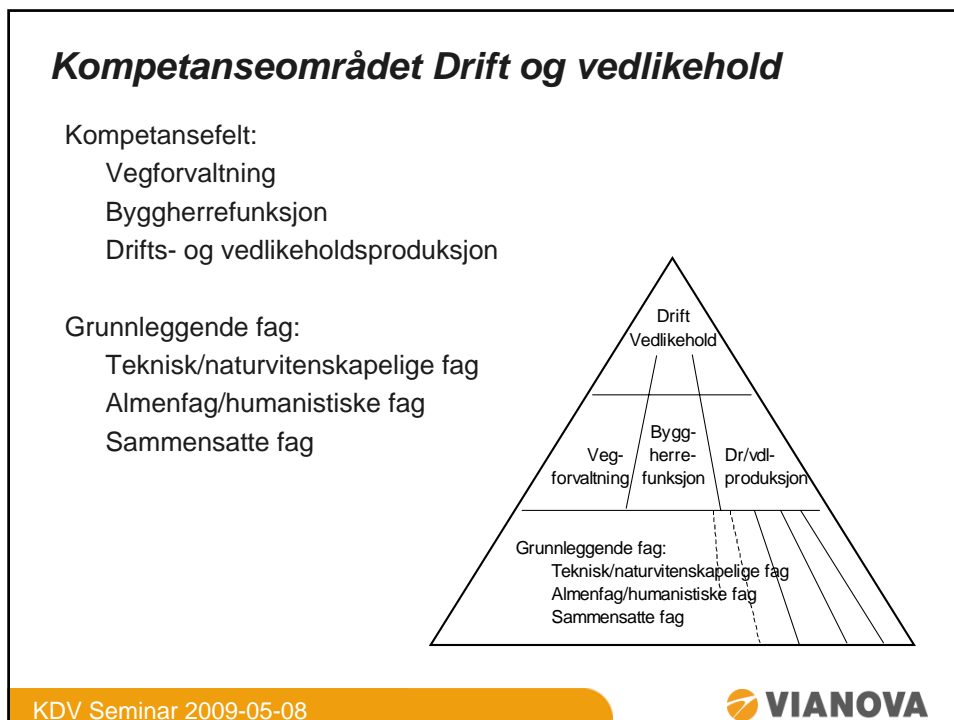 Kompetanseområdet Drift og vedlikehold
Kompetansefelt:
Vegforvaltning
Byggherrefunksjon
Drifts- og vedlikeholdsproduksjon
Grunnleggende fag:
Teknisk/naturvitenskapelige fag
Almenfag/humanistiske fag
Sammensatte fag
Drift
Vedlikehold
Veg-
forvaltning
Bygg-
herre-
funksjon
Dr/vdl-
produksjon
Grunnleggende fag:
Teknisk/naturvitenskapelige fag
Almenfag/humanistiske fag
Sammensatte fag
KDV Seminar 2009-05-08
VIANOVA